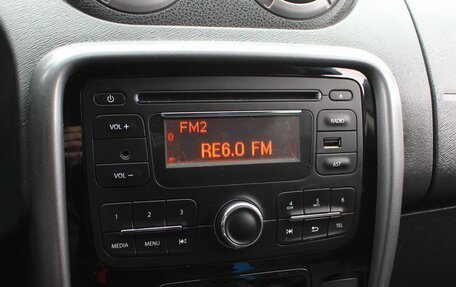 VOL +
FM2
RADIO
RE6.0 FM
VOL –
AST
1 2 3
4 5 6
MEDIA MENU
TEL